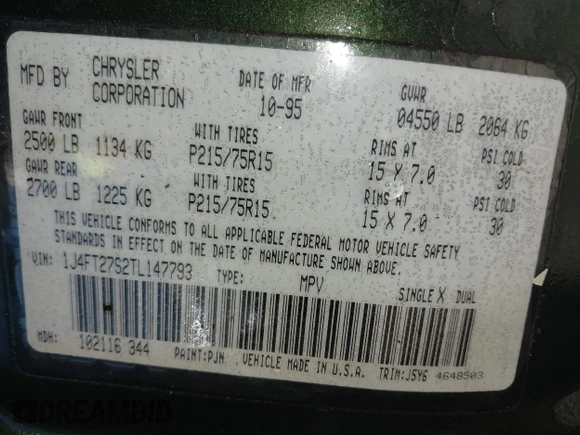 MFD BY CHRYSLER CORPORATION DATE OF MFR 10-95 GVWR 04550 LB 2064 KG
GAWR FRONT WITH TIRES RIMS AT PSI COLD
2500 LB 1134 KG P215/75R15 15 X 7.0 30
GAWR REAR WITH TIRES RIMS AT PSI COLD
2700 LB 1225 KG P215/75R15 15 X 7.0 30
THIS VEHICLE CONFORMS TO ALL APPLICABLE FEDERAL MOTOR VEHICLE SAFETY
STANDARDS IN EFFECT ON THE DATE OF MANUFACTURE SHOWN ABOVE.
VIN: 1J4FT27S2TL147793 TYPE: MPV SINGLE X DUAL
MDH: 102116 344 PAINT:PJN VEHICLE MADE IN U.S.A. TRIM:J5Y6 4648503
DREAMBID